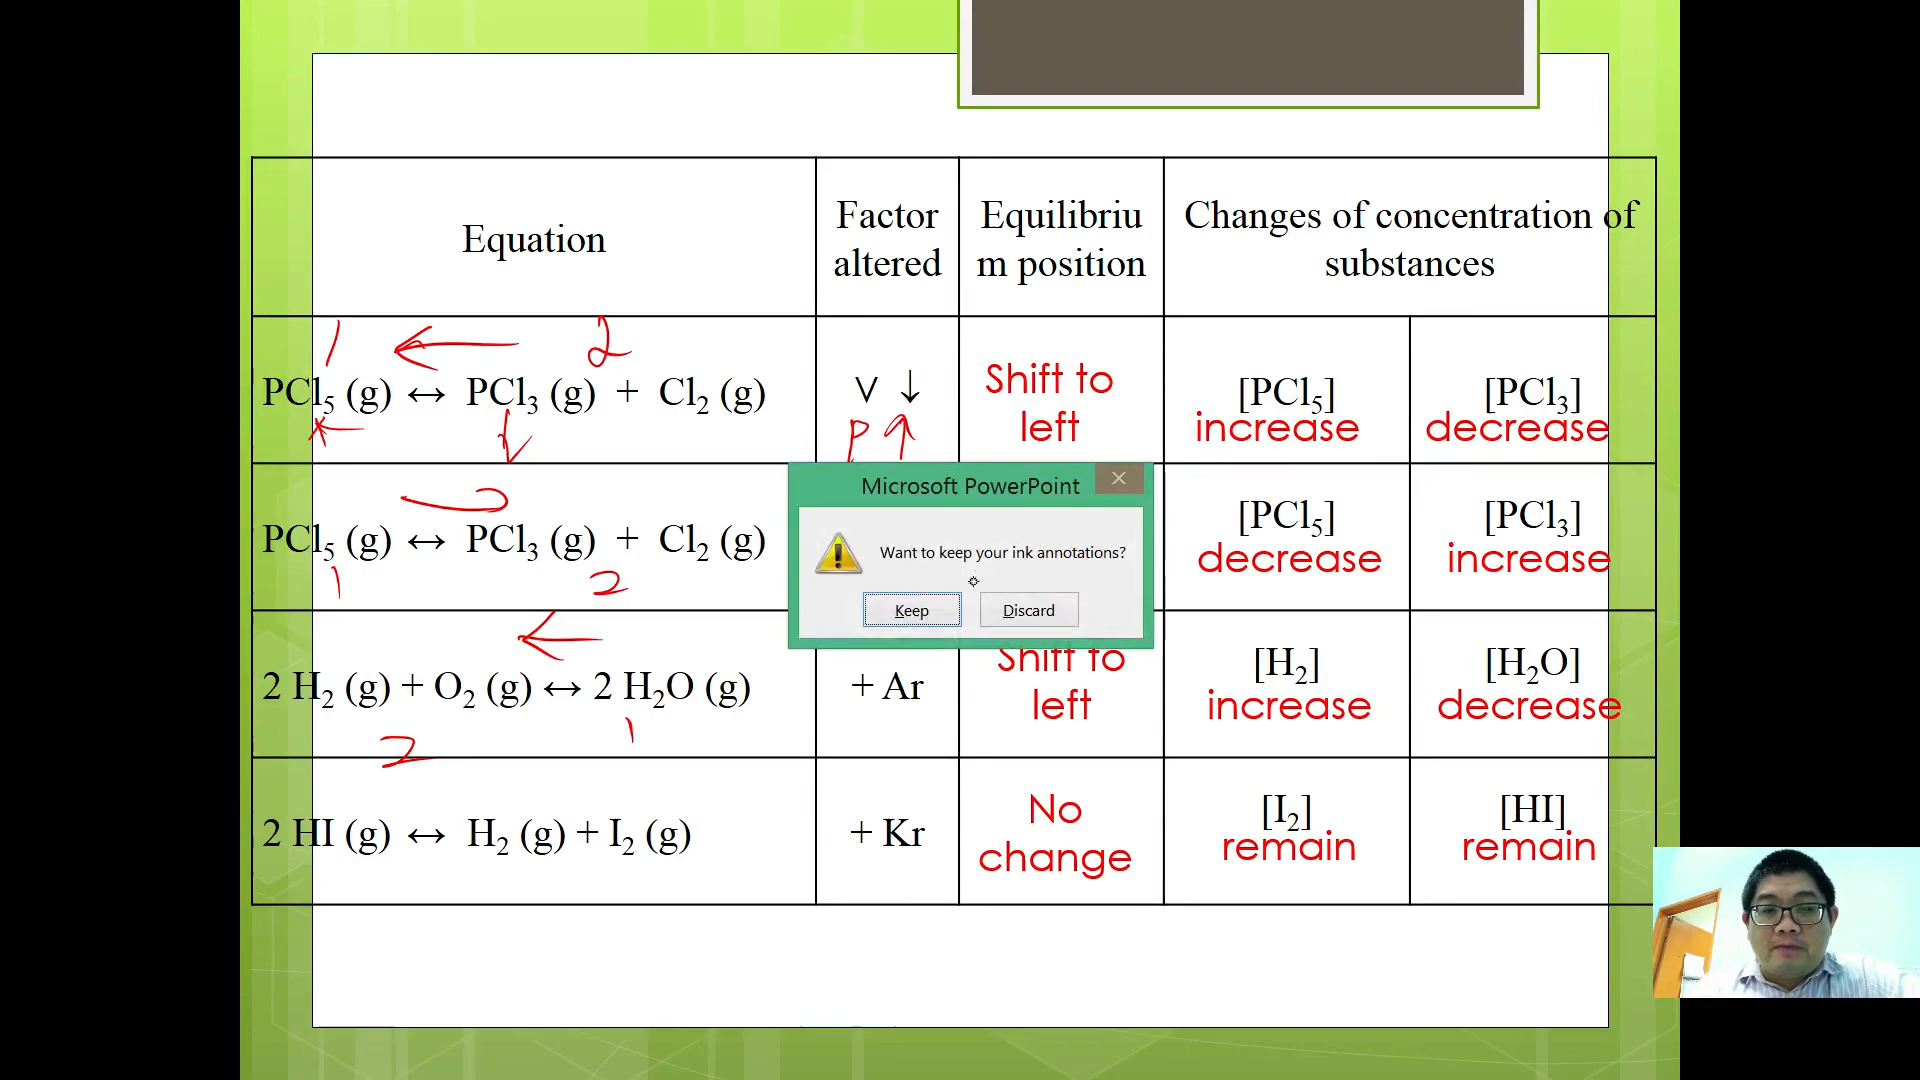 Equation
Factor altered
Equilibriu
m position
Changes of concentration of
substances
1 2
PCl₅ (g) ↔ PCl₃ (g) + Cl₂ (g)
V ↓
P ↑
Shift to
left
[PCl₅]
increase
[PCl₃]
decrease
PCl₅ (g) ↔ PCl₃ (g) + Cl₂ (g)
1 2
[PCl₅]
decrease
[PCl₃]
increase
Microsoft PowerPoint
Want to keep your ink annotations?
Keep
Discard
2 H₂ (g) + O₂ (g) ↔ 2 H₂O (g)
2 1
+ Ar
Shift to
left
[H₂]
increase
[H₂O]
decrease
2 HI (g) ↔ H₂ (g) + I₂ (g)
+ Kr
No
change
[I₂]
remain
[HI]
remain